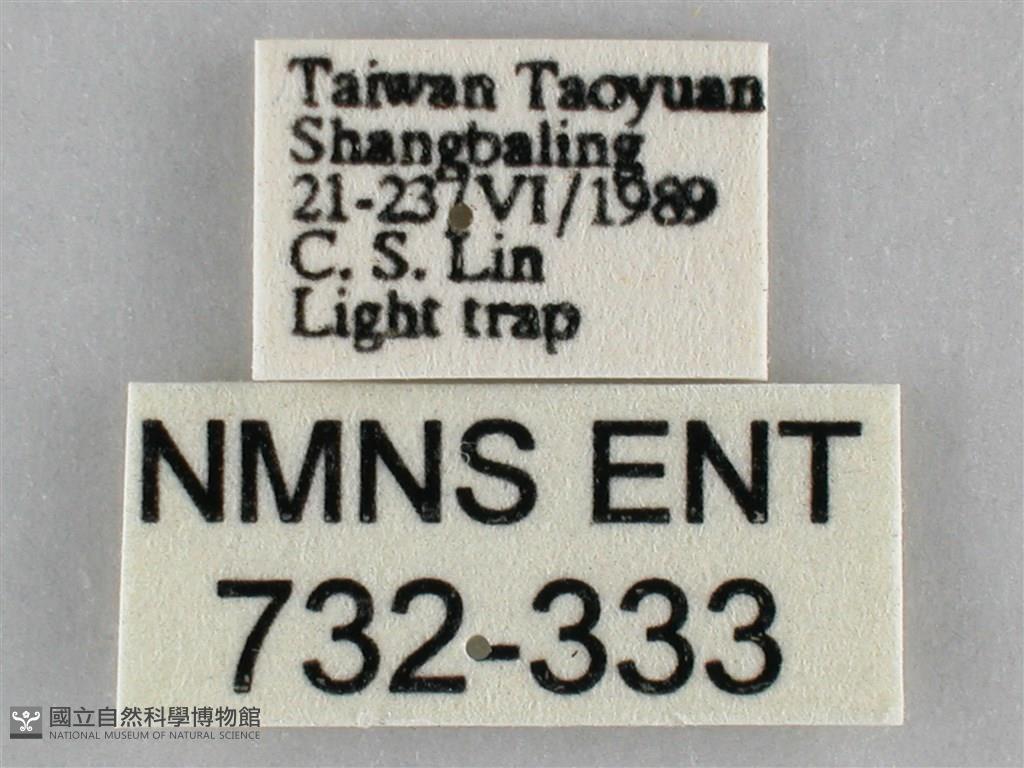 Taiwan Taoyuan
Shangbaling
21-23/VI/1989
C. S. Lin
Light trap
NMNS ENT
732-333
國立自然科學博物館
NATIONAL MUSEUM OF NATURAL SCIENCE